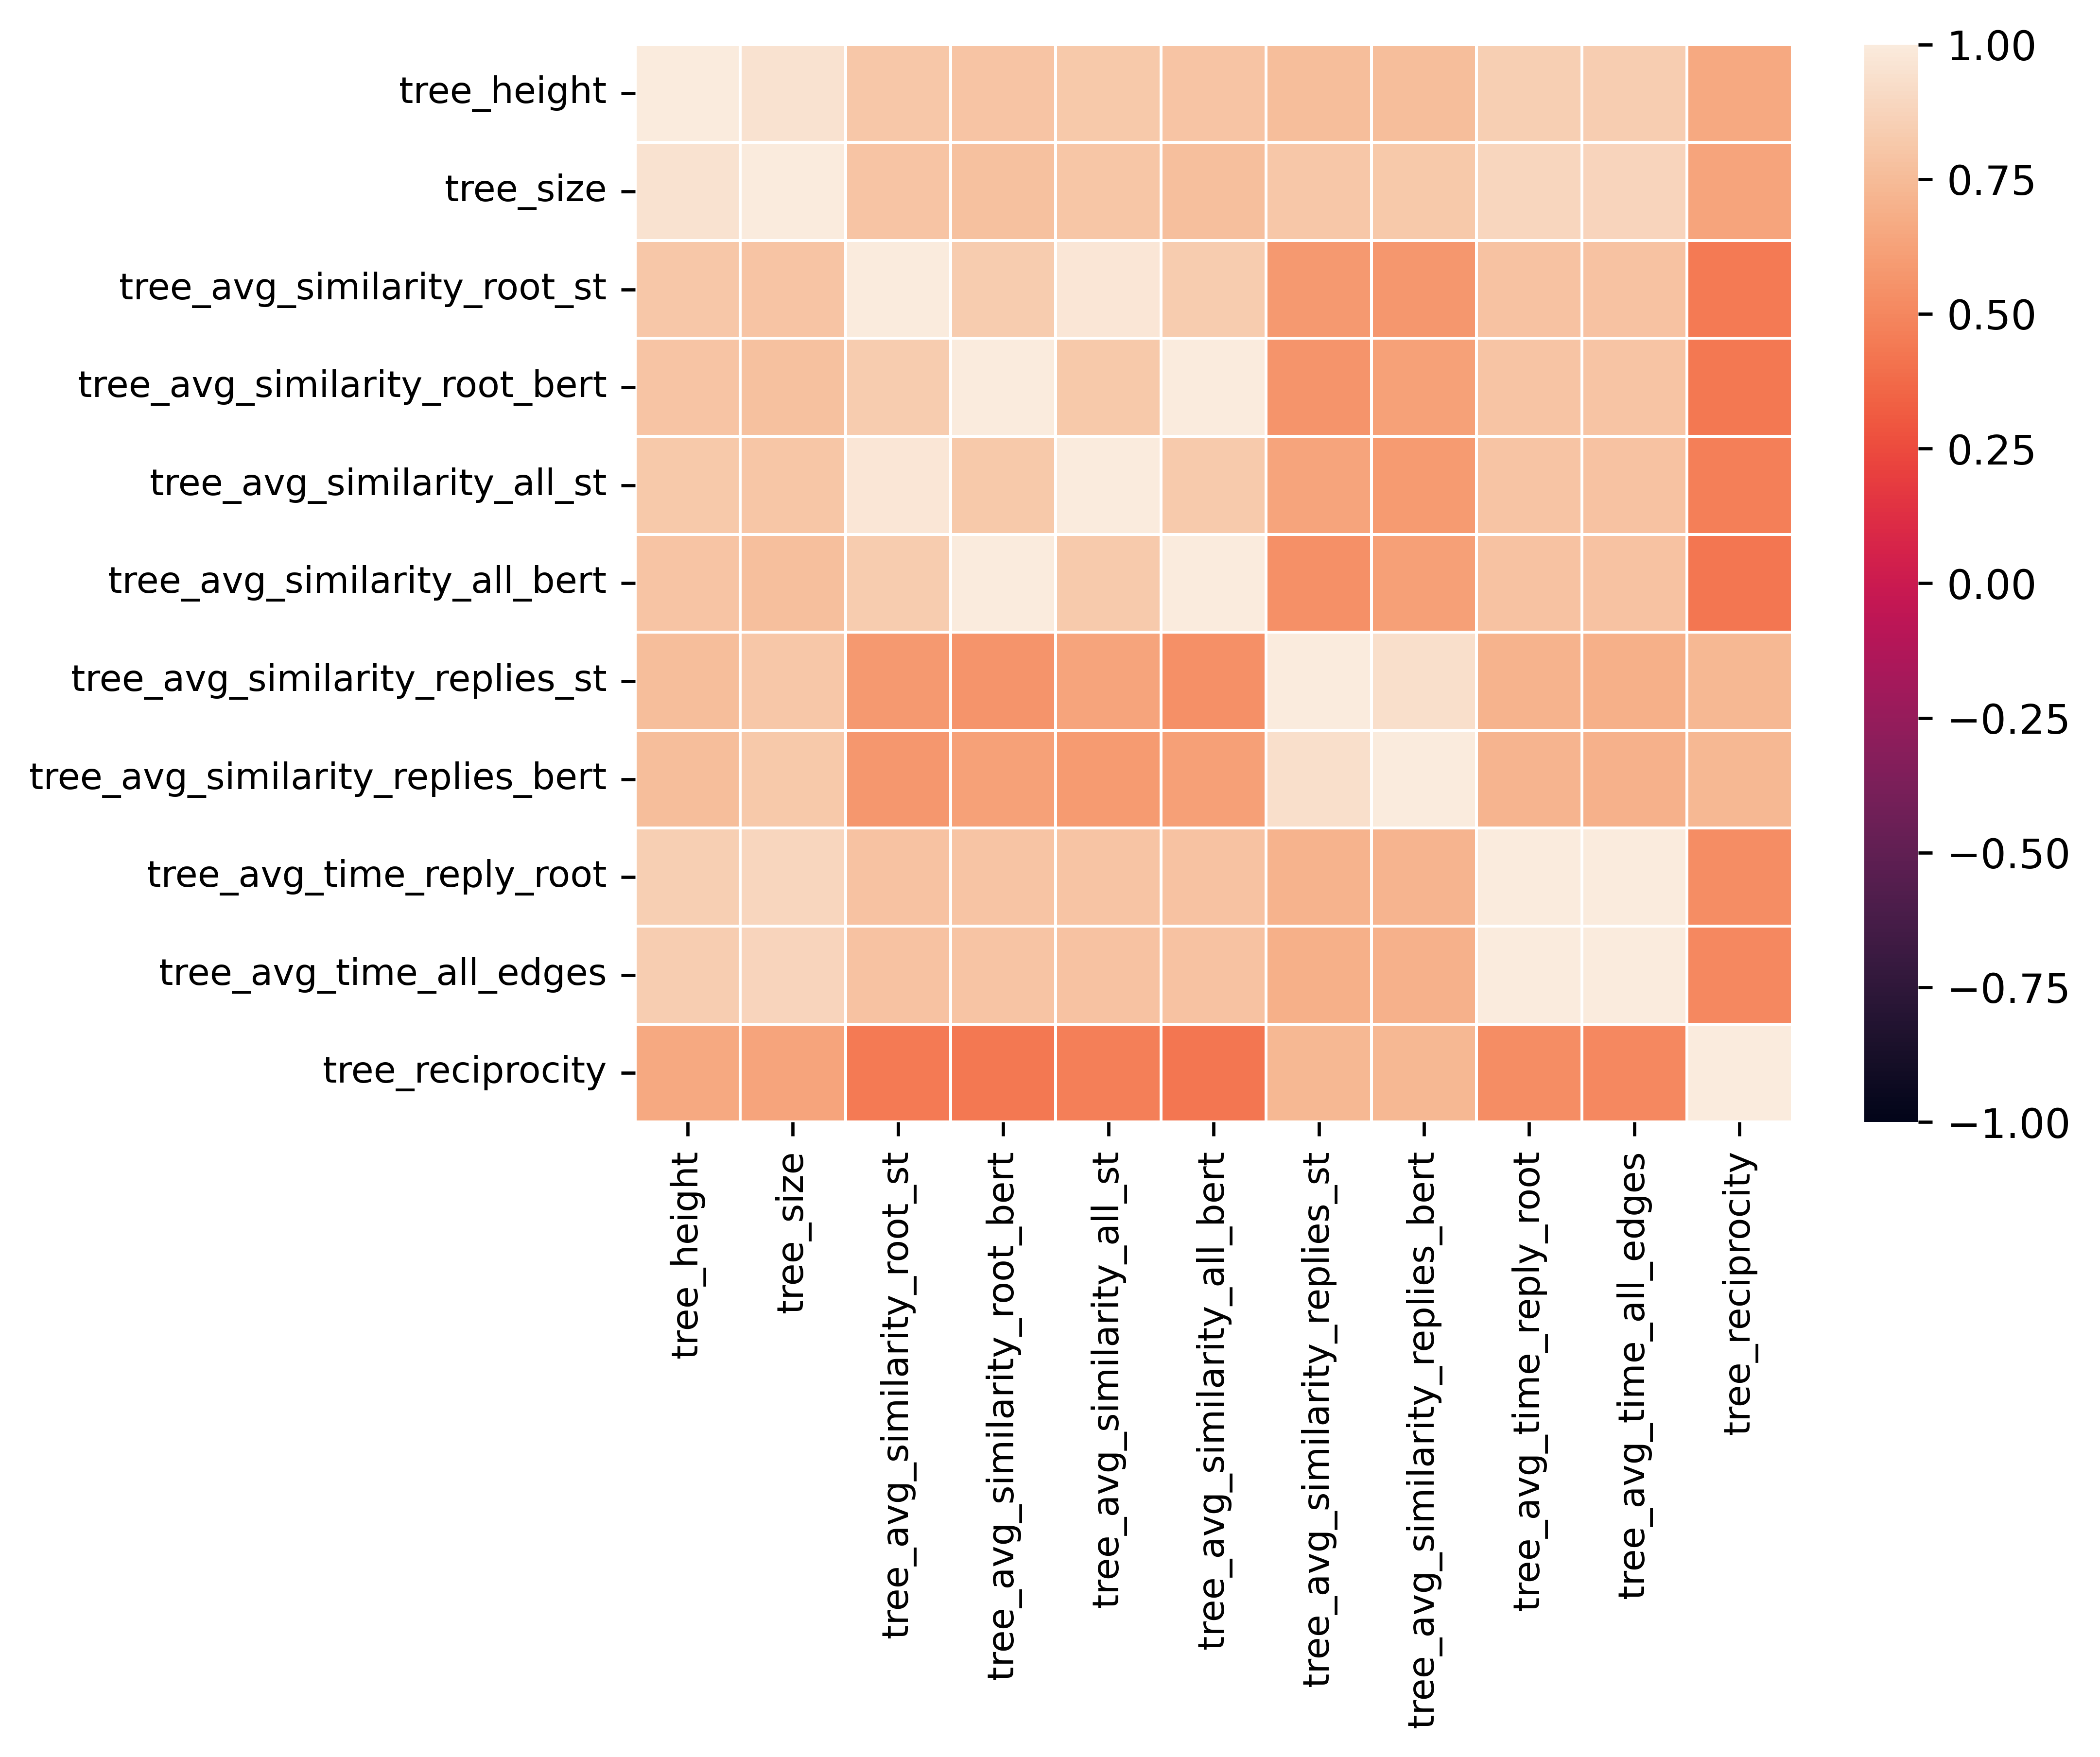 tree_height
tree_size
tree_avg_similarity_root_st
tree_avg_similarity_root_bert
tree_avg_similarity_all_st
tree_avg_similarity_all_bert
tree_avg_similarity_replies_st
tree_avg_similarity_replies_bert
tree_avg_time_reply_root
tree_avg_time_all_edges
tree_reciprocity
tree_height
tree_size
tree_avg_similarity_root_st
tree_avg_similarity_root_bert
tree_avg_similarity_all_st
tree_avg_similarity_all_bert
tree_avg_similarity_replies_st
tree_avg_similarity_replies_bert
tree_avg_time_reply_root
tree_avg_time_all_edges
tree_reciprocity
1.00
0.75
0.50
0.25
0.00
−0.25
−0.50
−0.75
−1.00